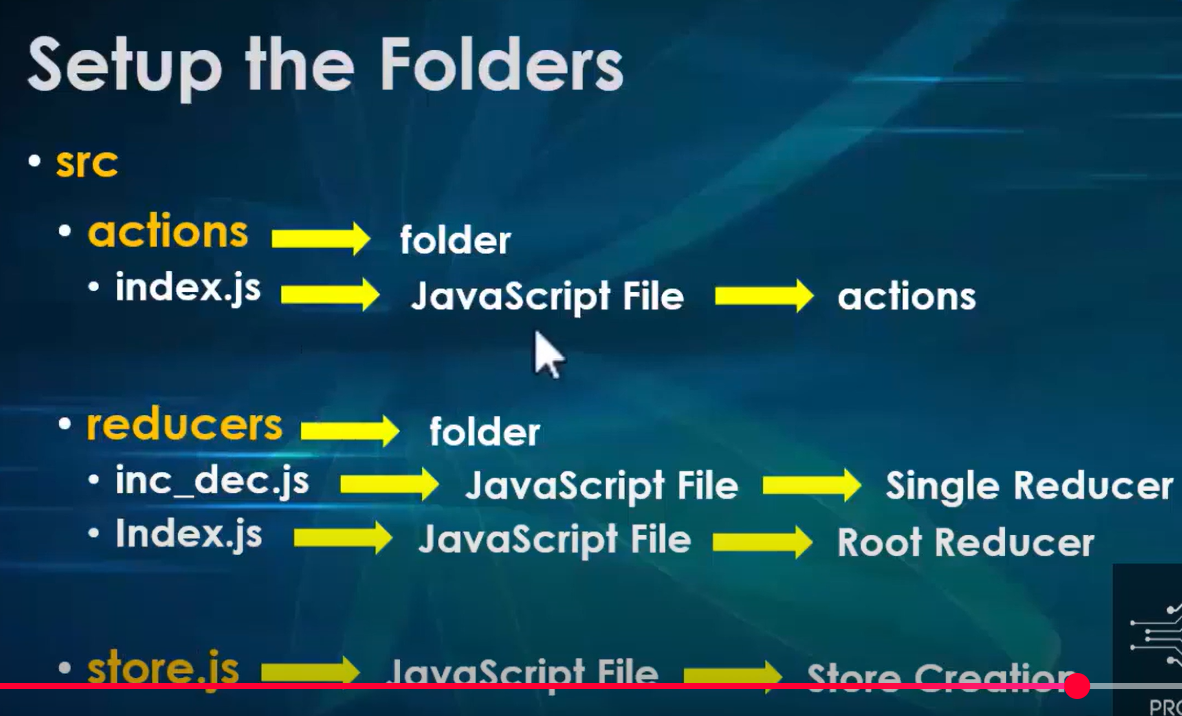 Setup the Folders
• src
• actions folder
• index.js JavaScript File actions
• reducers folder
• inc_dec.js JavaScript File Single Reducer
• Index.js JavaScript File Root Reducer
• store.js JavaScript File Store Creation